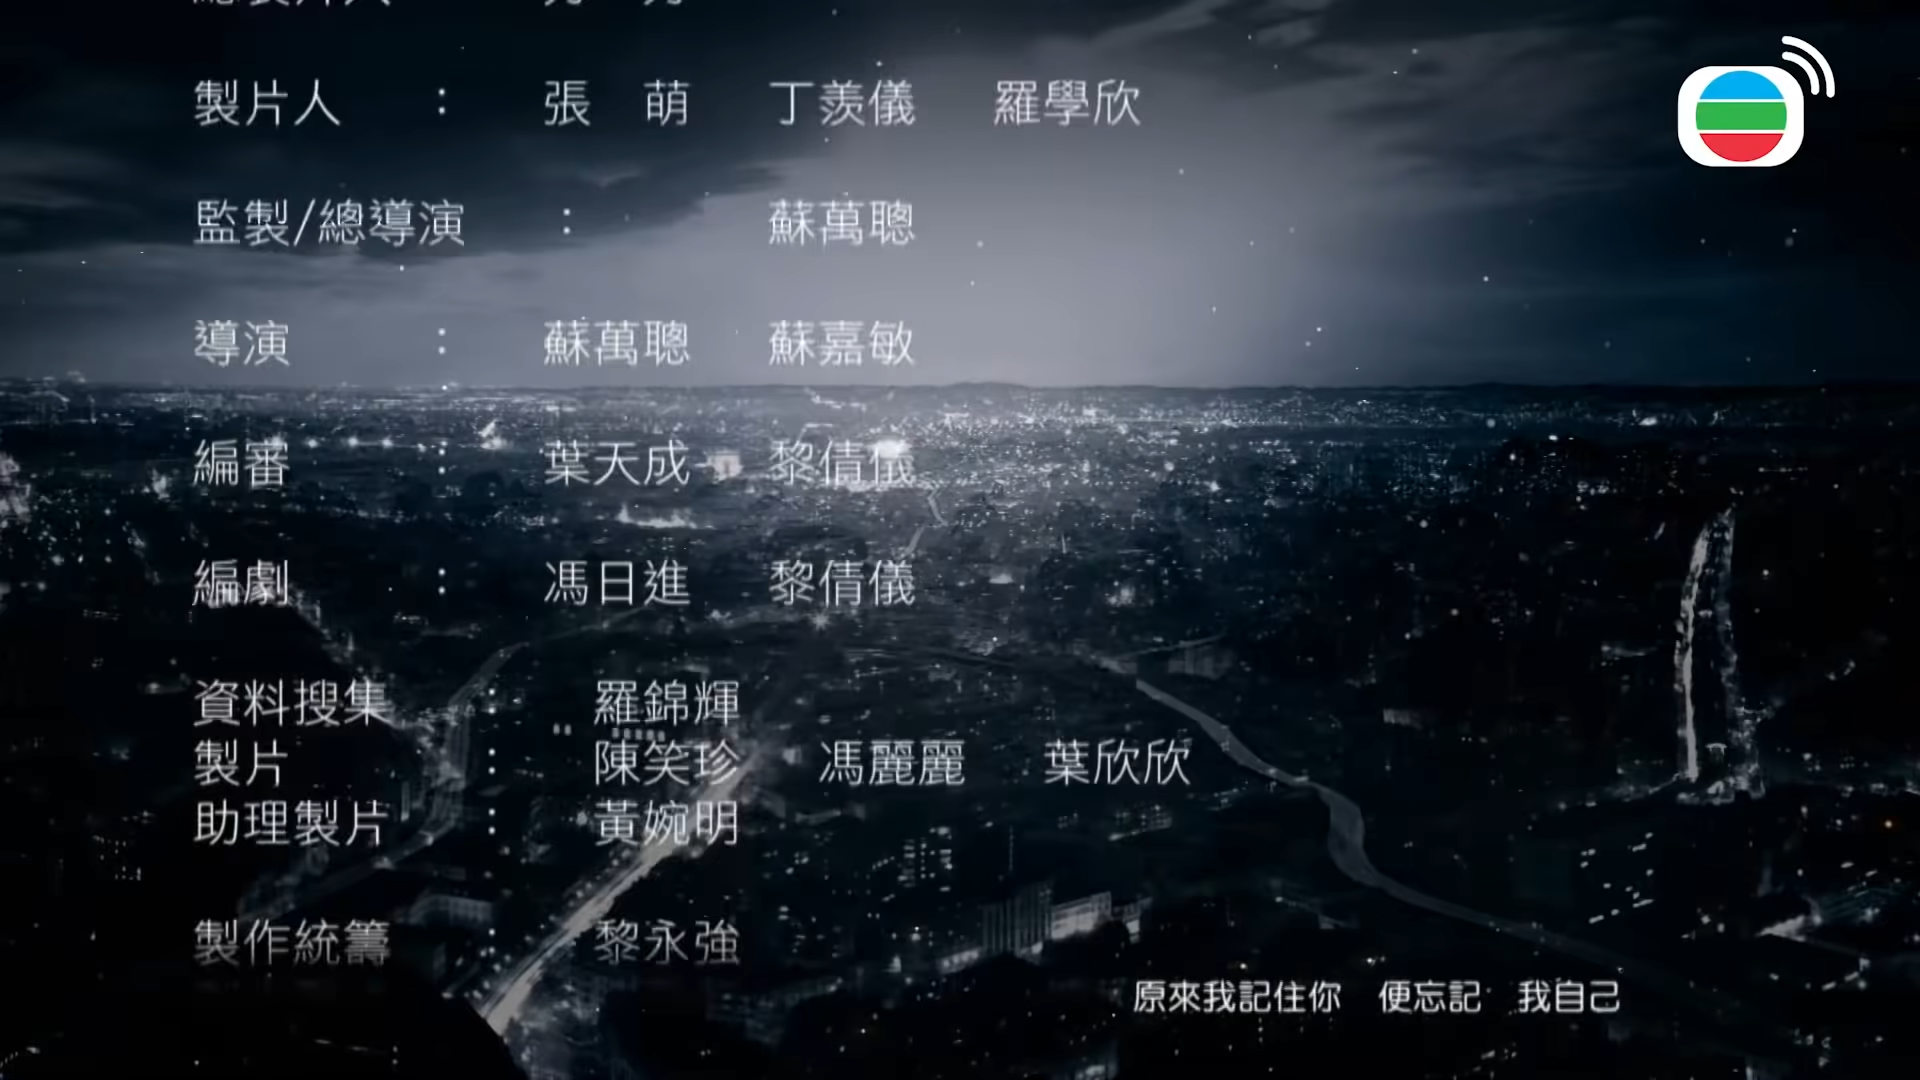 製片人 : 張 萌 丁羨儀 羅學欣
監製/總導演 : 蘇萬聰
導演 : 蘇萬聰 蘇嘉敏
編審 : 葉天成 黎倩儀
編劇 : 馮日進 黎倩儀
資料搜集 : 羅錦輝
製片 : 陳笑珍 馮麗麗 葉欣欣
助理製片 : 黃婉明
製作統籌 : 黎永強
原來我記住你 便忘記 我自己